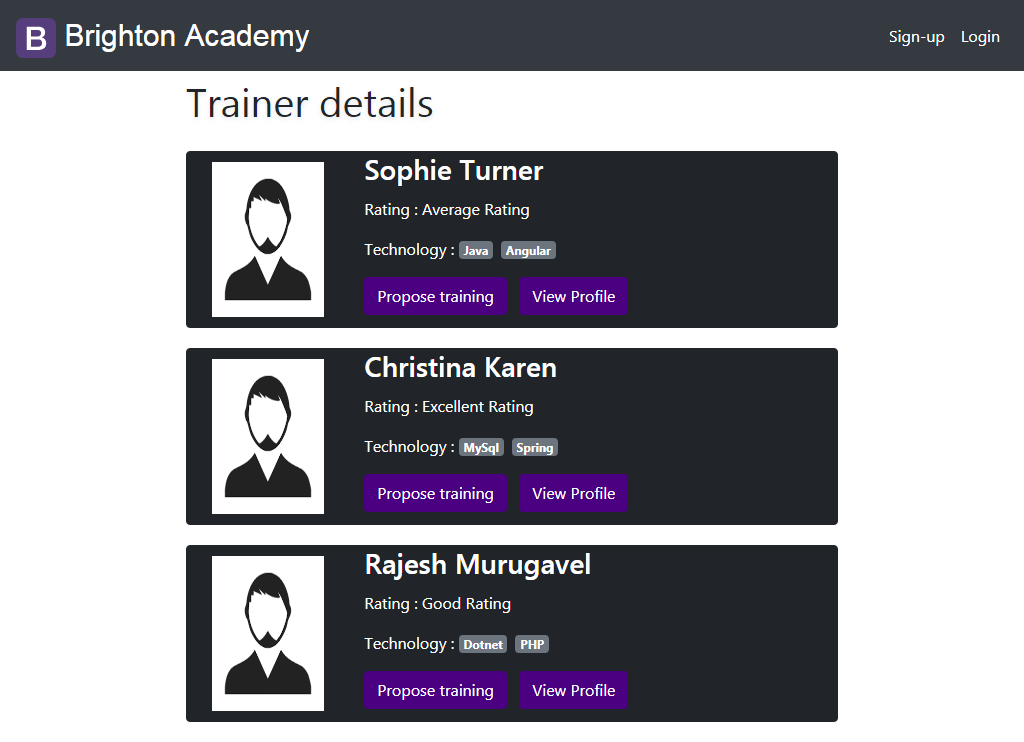 B Brighton Academy
Sign-up Login
Trainer details
Sophie Turner
Rating : Average Rating
Technology : Java Angular
Propose training View Profile
Christina Karen
Rating : Excellent Rating
Technology : MySql Spring
Propose training View Profile
Rajesh Murugavel
Rating : Good Rating
Technology : Dotnet PHP
Propose training View Profile